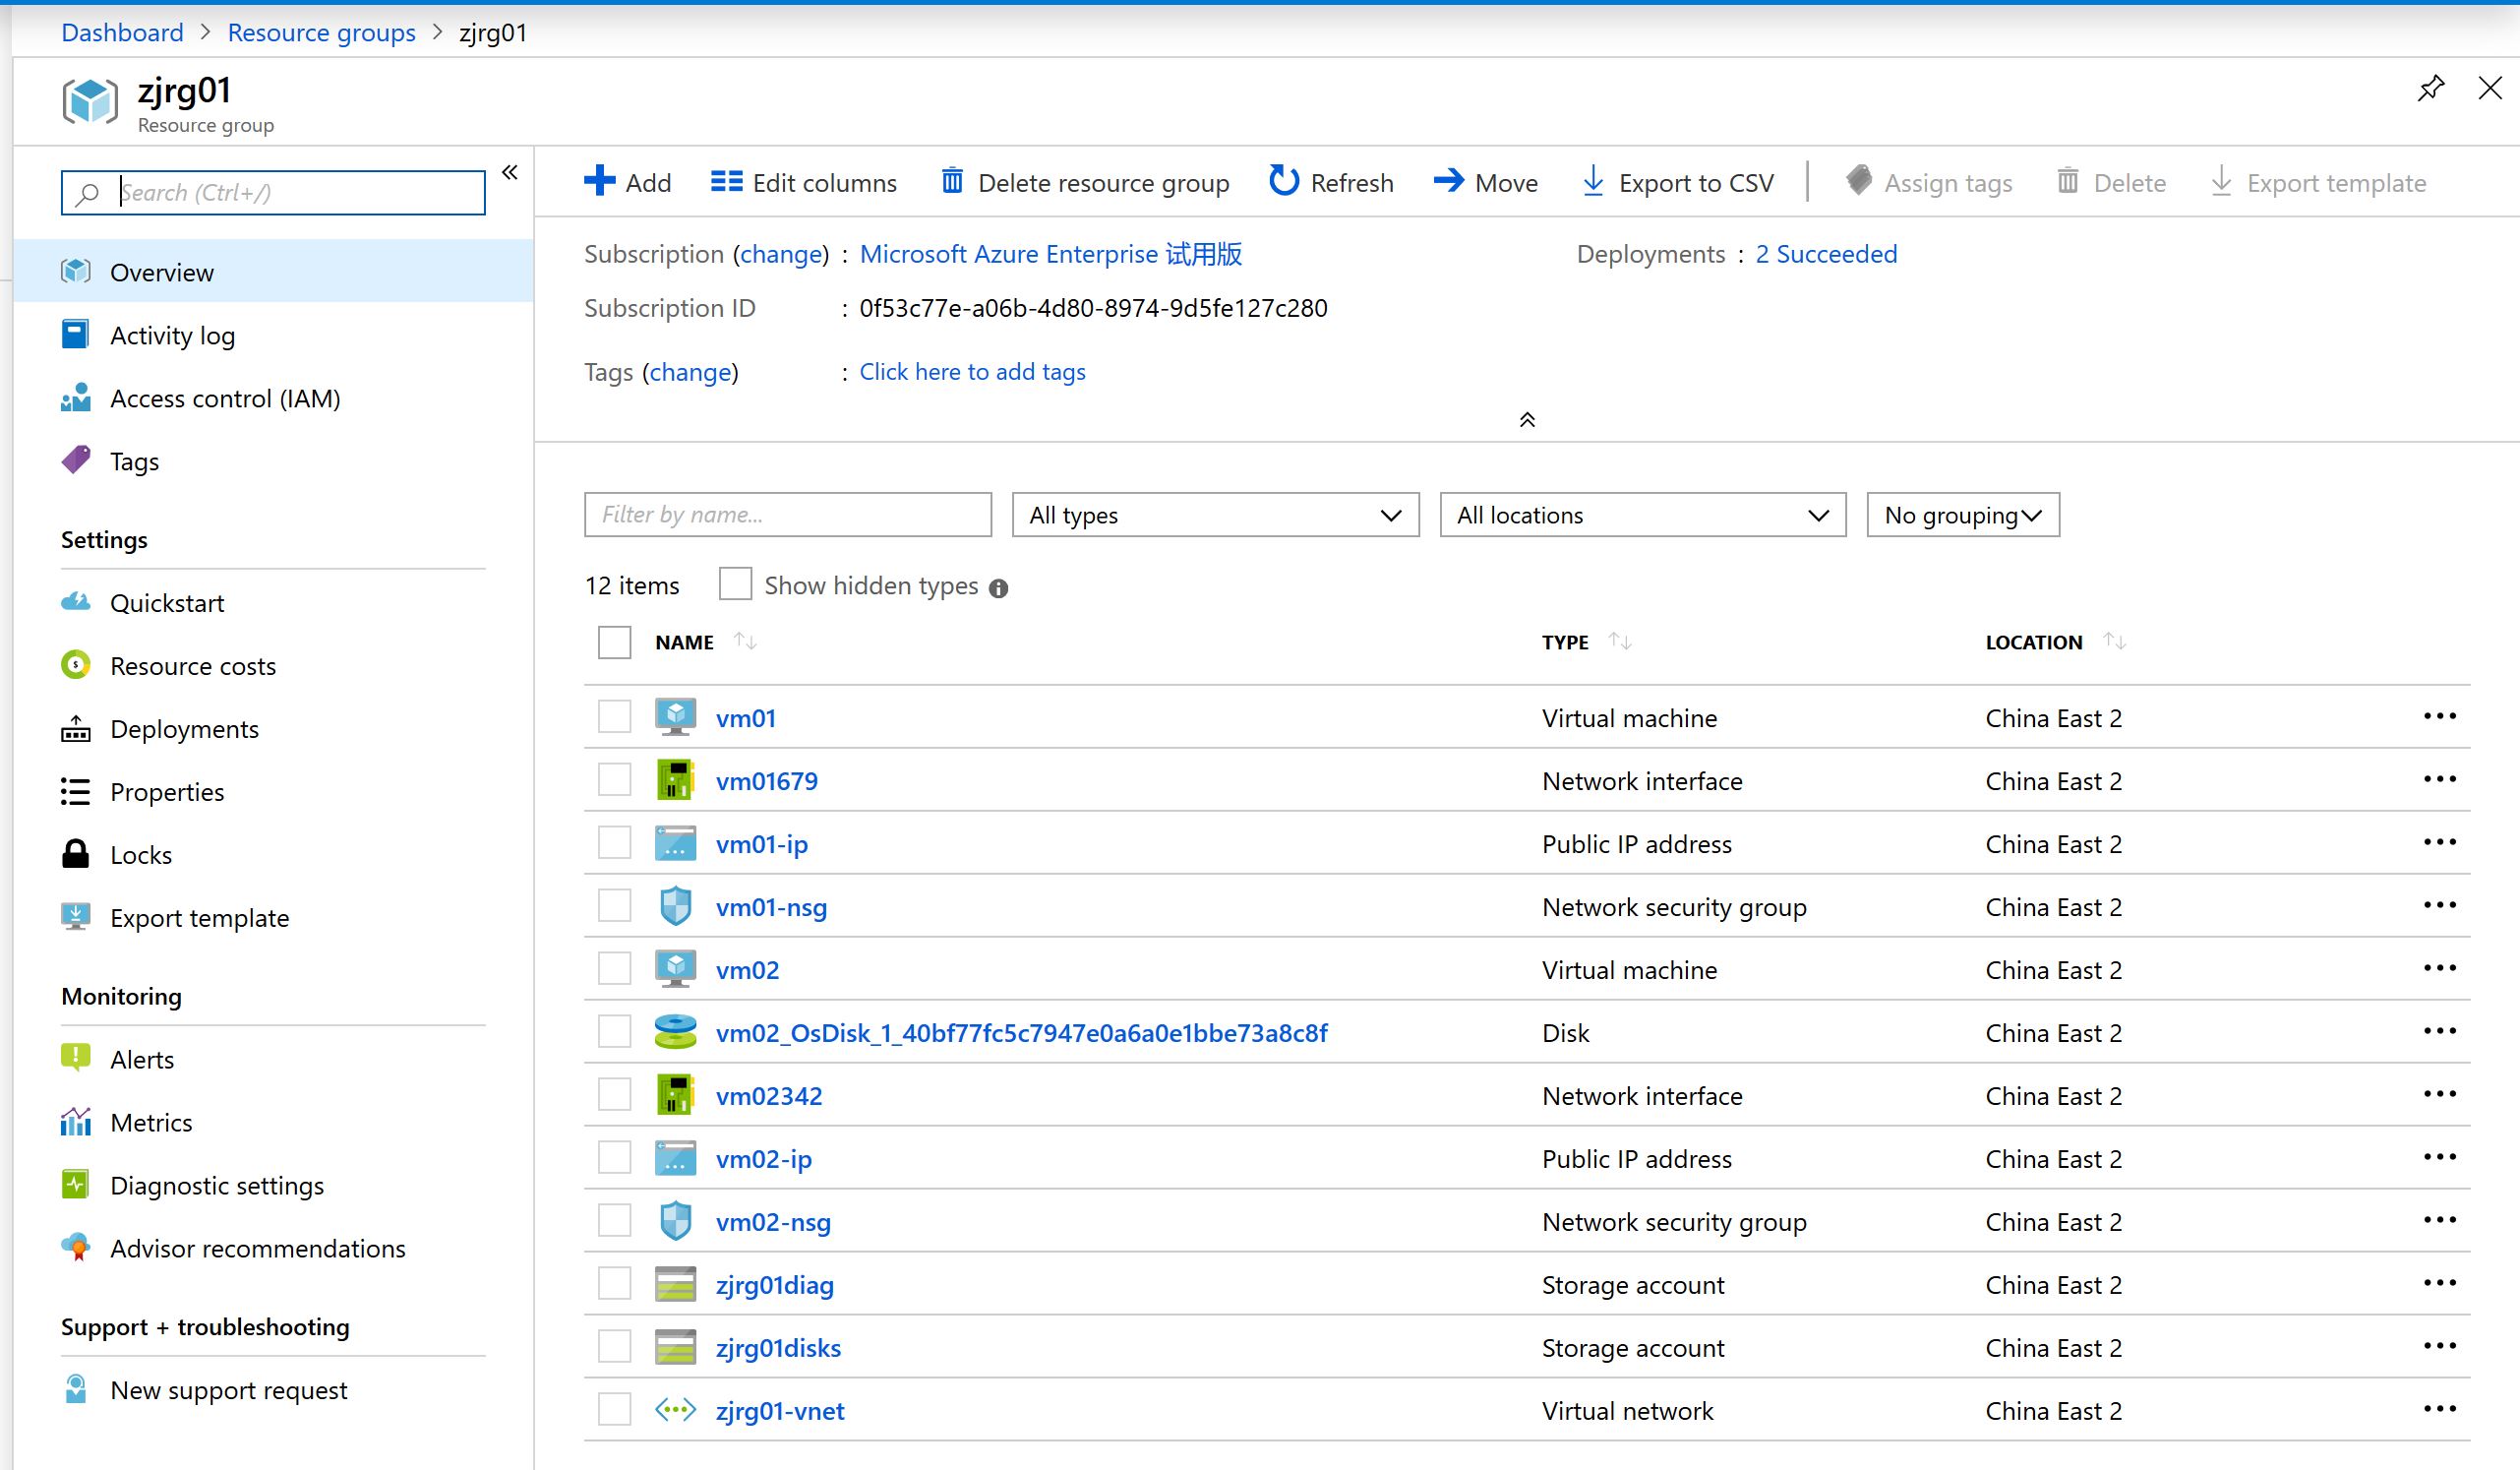 Dashboard > Resource groups > zjrg01
zjrg01
Resource group
Search (Ctrl+/)
Overview
Activity log
Access control (IAM)
Tags
Settings
Quickstart
Resource costs
Deployments
Properties
Locks
Export template
Monitoring
Alerts
Metrics
Diagnostic settings
Advisor recommendations
Support + troubleshooting
New support request
Add Edit columns Delete resource group Refresh Move Export to CSV Assign tags Delete Export template
Subscription (change) : Microsoft Azure Enterprise 试用版 Deployments : 2 Succeeded
Subscription ID : 0f53c77e-a06b-4d80-8974-9d5fe127c280
Tags (change) : Click here to add tags
Filter by name... All types All locations No grouping
12 items Show hidden types
NAME TYPE LOCATION
vm01 Virtual machine China East 2
vm01679 Network interface China East 2
vm01-ip Public IP address China East 2
vm01-nsg Network security group China East 2
vm02 Virtual machine China East 2
vm02_OsDisk_1_40bf77fc5c7947e0a6a0e1bbe73a8c8f Disk China East 2
vm02342 Network interface China East 2
vm02-ip Public IP address China East 2
vm02-nsg Network security group China East 2
zjrg01diag Storage account China East 2
zjrg01disks Storage account China East 2
zjrg01-vnet Virtual network China East 2